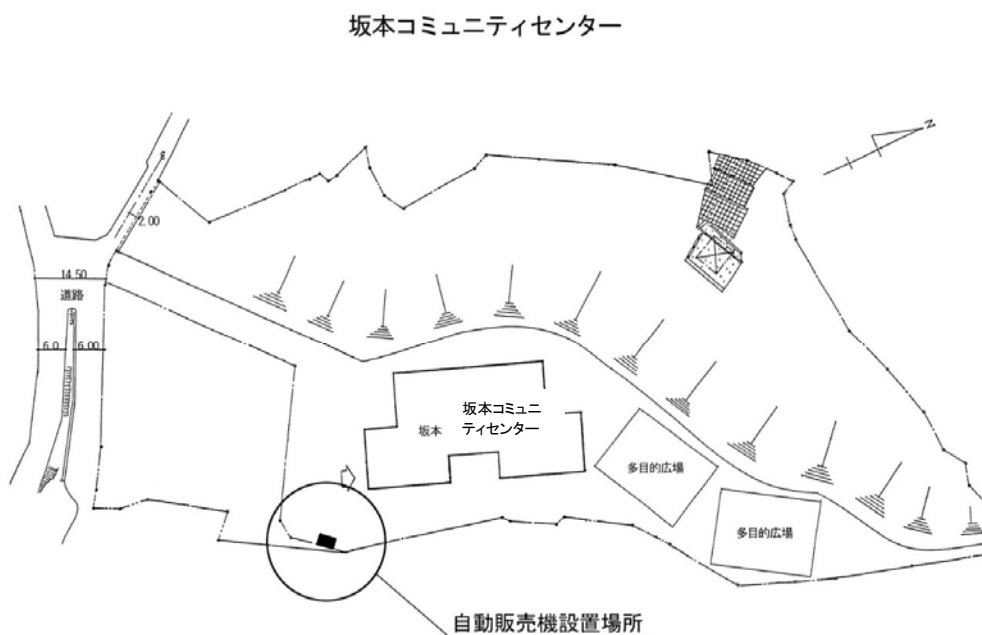 坂本コミュニティセンター
N
2.00
14.50
道路
6.0
6.00
坂本
坂本コミュニ
ティセンター
多目的広場
多目的広場
自動販売機設置場所